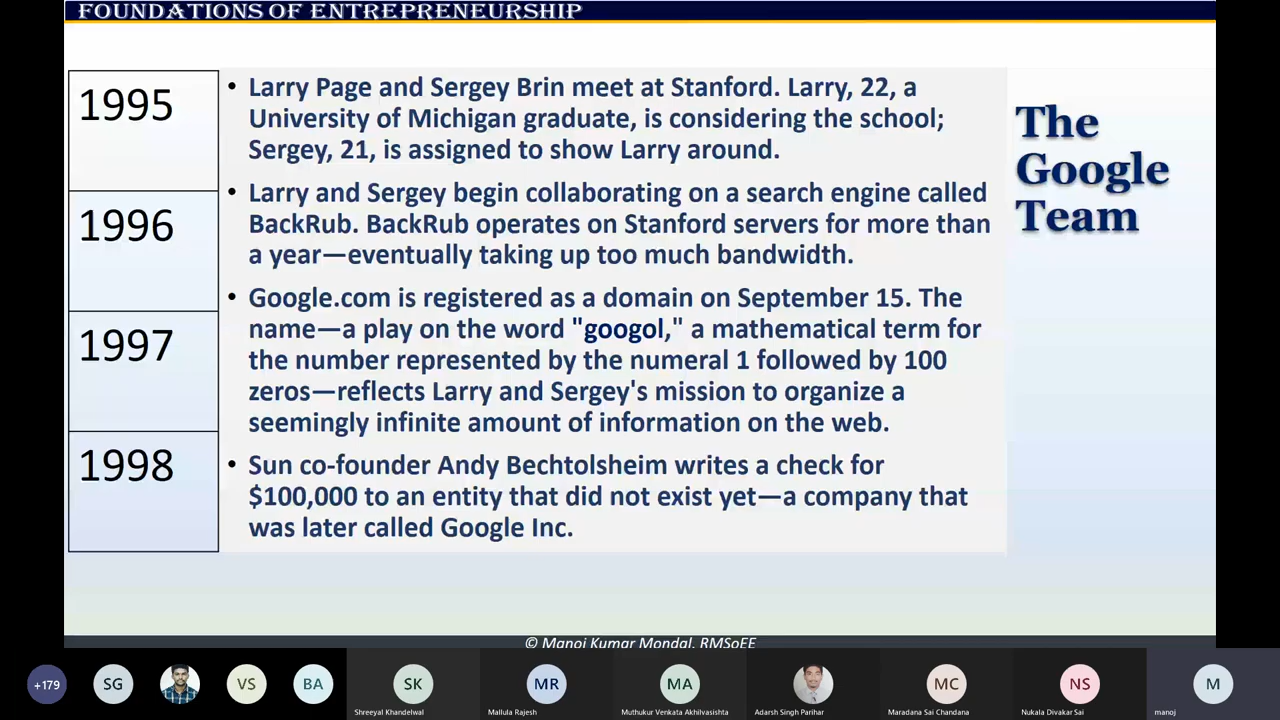 FOUNDATIONS OF ENTREPRENEURSHIP
1995
• Larry Page and Sergey Brin meet at Stanford. Larry, 22, a
University of Michigan graduate, is considering the school;
Sergey, 21, is assigned to show Larry around.
1996
• Larry and Sergey begin collaborating on a search engine called
BackRub. BackRub operates on Stanford servers for more than
a year—eventually taking up too much bandwidth.
1997
• Google.com is registered as a domain on September 15. The
name—a play on the word "googol," a mathematical term for
the number represented by the numeral 1 followed by 100
zeros—reflects Larry and Sergey's mission to organize a
seemingly infinite amount of information on the web.
1998
• Sun co-founder Andy Bechtolsheim writes a check for
$100,000 to an entity that did not exist yet—a company that
was later called Google Inc.
The
Google
Team
© Manoj Kumar Mondal, RMSoEE
+179
SG
VS
BA
SK
Shreeyal Khandelwal
MR
Mallula Rajesh
MA
Muthukur Venkata Akhilvasishta
Adarsh Singh Parihar
MC
Maradana Sai Chandana
NS
Nukala Divakar Sai
M
manoj